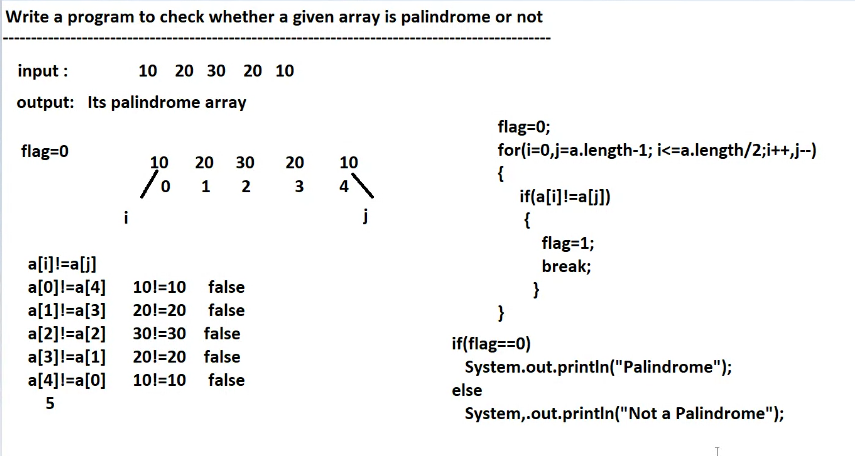 Write a program to check whether a given array is palindrome or not
-----------------------------------------------------------------------------------------------
input : 10 20 30 20 10
output: Its palindrome array
flag=0
10 20 30 20 10
0 1 2 3 4
i j
a[i]!=a[j]
a[0]!=a[4] 10!=10 false
a[1]!=a[3] 20!=20 false
a[2]!=a[2] 30!=30 false
a[3]!=a[1] 20!=20 false
a[4]!=a[0] 10!=10 false
5
flag=0;
for(i=0,j=a.length-1; i<=a.length/2;i++,j--)
{
if(a[i]!=a[j])
{
flag=1;
break;
}
}
if(flag==0)
System.out.println("Palindrome");
else
System,.out.println("Not a Palindrome");